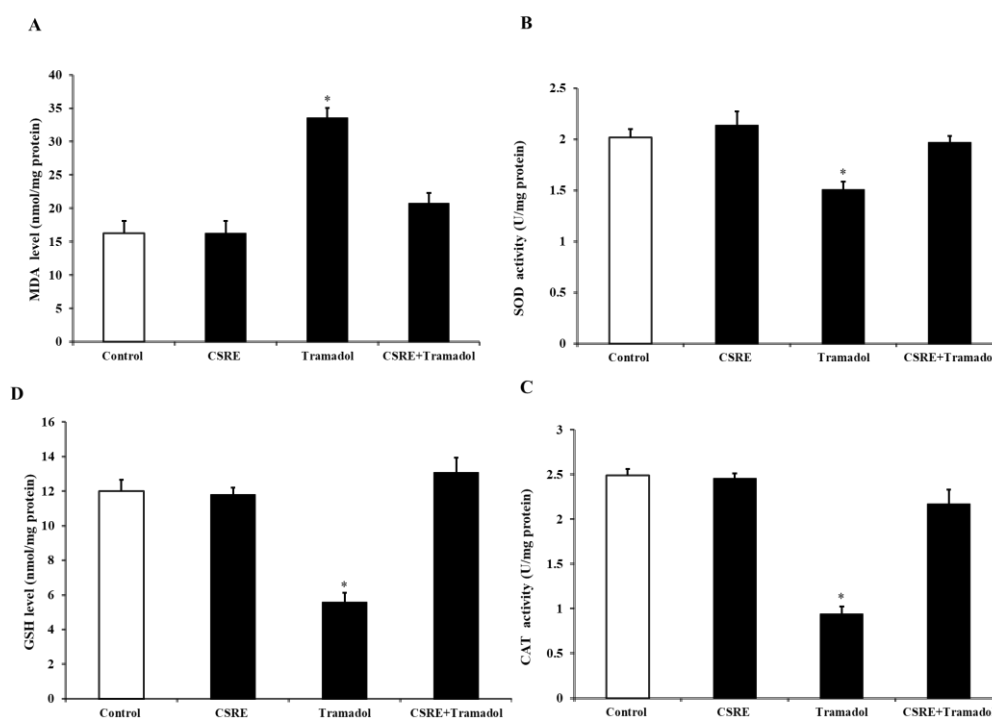 A
MDA level (nmol/mg protein)
40
35
30
25
20
15
10
5
0
*
Control CSRE Tramadol CSRE+Tramadol
B
SOD activity (U/mg protein)
2.5
2
1.5
1
0.5
0
*
Control CSRE Tramadol CSRE+Tramado
D
GSH level (nmol/mg protein)
16
14
12
10
8
6
4
2
0
*
Control CSRE Tramadol CSRE+Tramadol
C
CAT activity (U/mg protein)
3
2.5
2
1.5
1
0.5
0
*
Control CSRE Tramadol CSRE+Tramadol